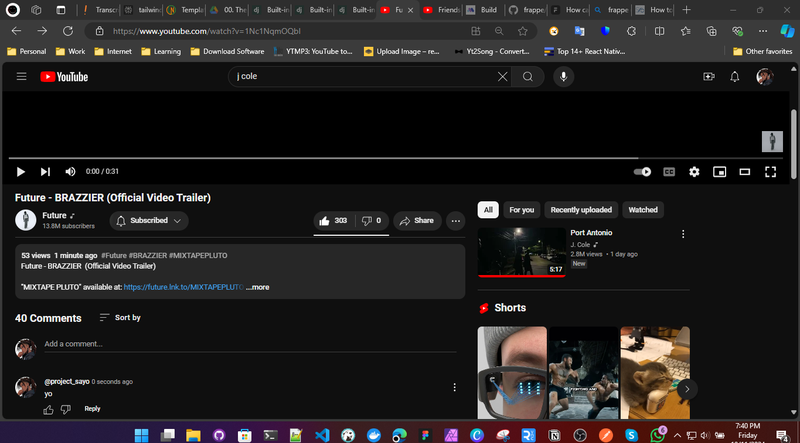 Transcr
tailwin
Templa
00. Th
Built-in
Built-in
Built-in
Fu
Friend
Build
frappe
How ca
frappe
How to
https://www.youtube.com/watch?v=1Nc1NqmOQbI
Personal
Work
Internet
Learning
Download Software
YTMP3: YouTube to...
Upload Image – re...
Yt2Song - Convert...
Top 14+ React Nativ...
Other favorites
YouTube
j cole
0:00 / 0:31
Future - BRAZZIER (Official Video Trailer)
Future
13.8M subscribers
Subscribed
303
0
Share
All
For you
Recently uploaded
Watched
53 views 1 minute ago #Future #BRAZZIER #MIXTAPEPLUTO
Future - BRAZZIER (Official Video Trailer)
"MIXTAPE PLUTO" available at: https://future.lnk.to/MIXTAPEPLUTO ...more
Port Antonio
J. Cole
2.8M views • 1 day ago
New
5:17
Shorts
40 Comments
Sort by
Add a comment...
@project_sayo 0 seconds ago
yo
Reply
7:40 PM
Friday